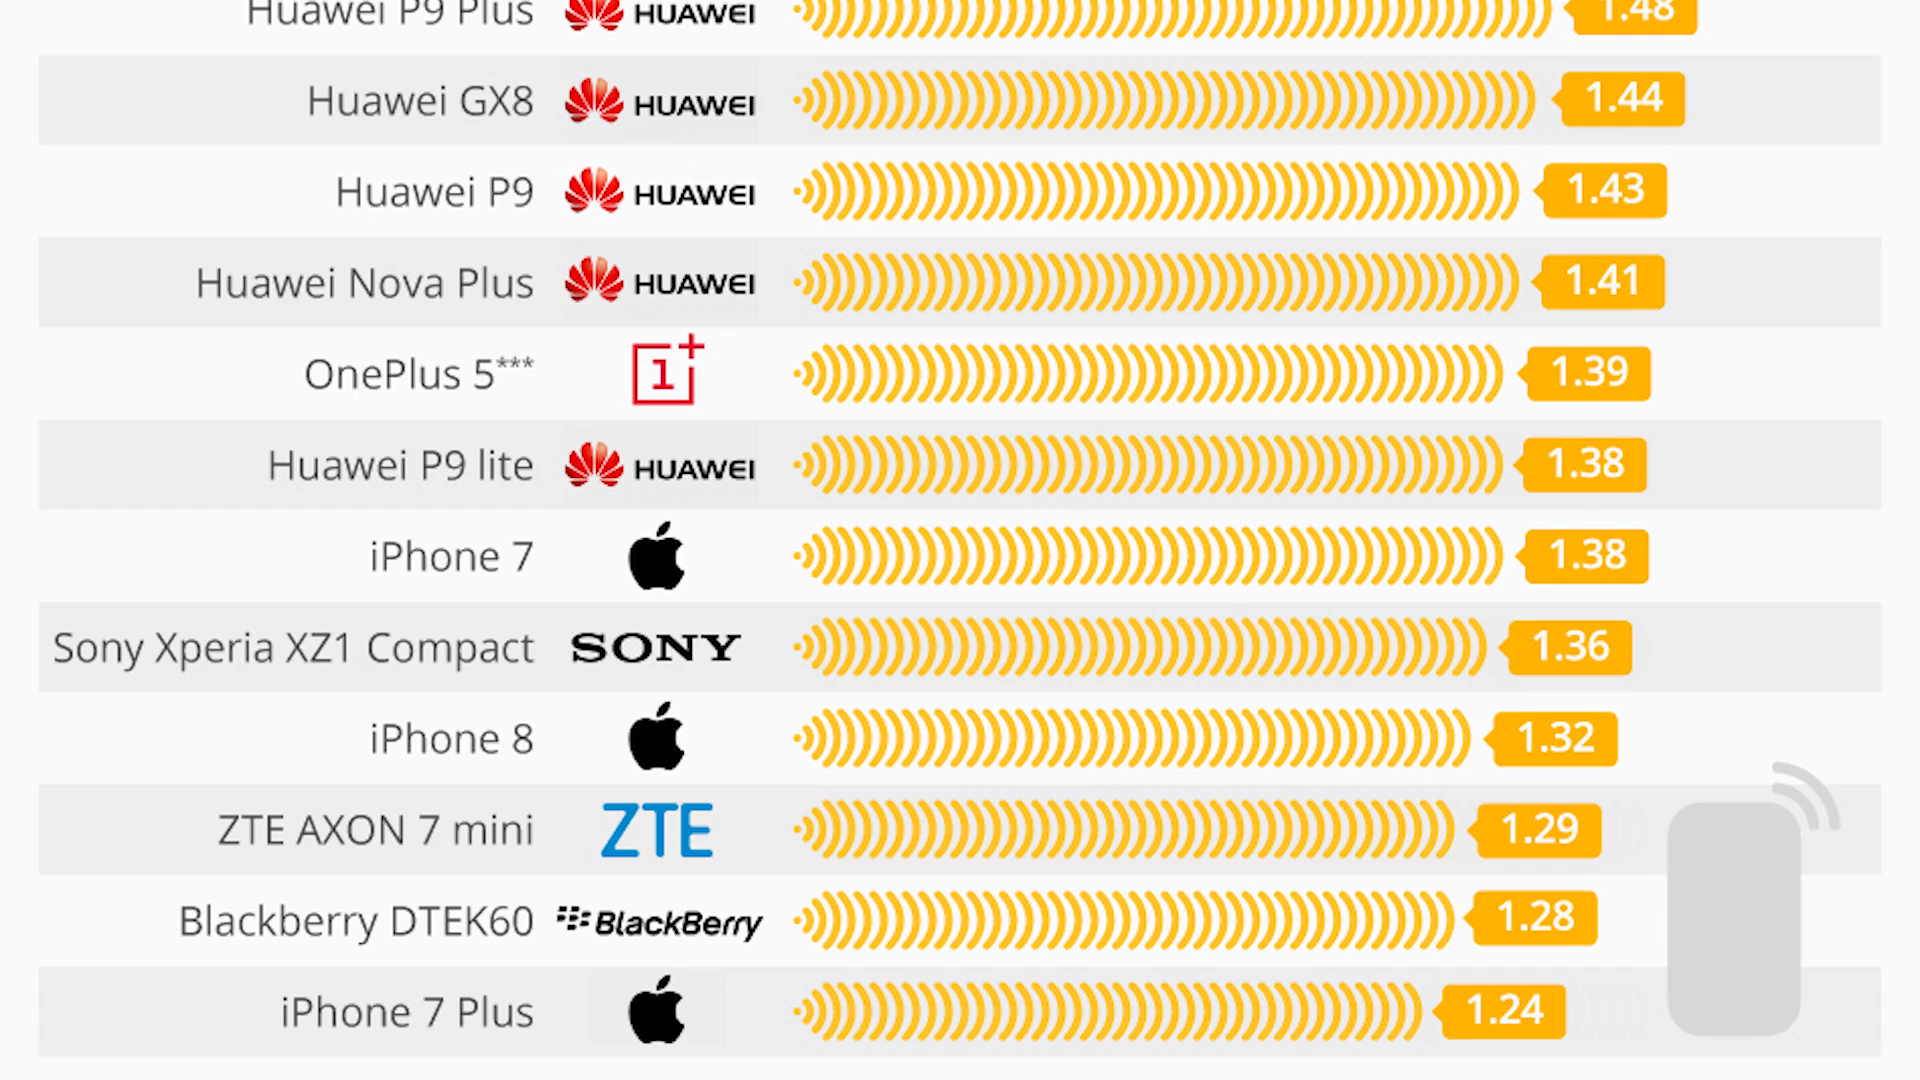 Huawei P9 Plus HUAWEI 1.48
Huawei GX8 HUAWEI 1.44
Huawei P9 HUAWEI 1.43
Huawei Nova Plus HUAWEI 1.41
OnePlus 5*** 1+ 1.39
Huawei P9 lite HUAWEI 1.38
iPhone 7 1.38
Sony Xperia XZ1 Compact SONY 1.36
iPhone 8 1.32
ZTE AXON 7 mini ZTE 1.29
Blackberry DTEK60 BlackBerry 1.28
iPhone 7 Plus 1.24